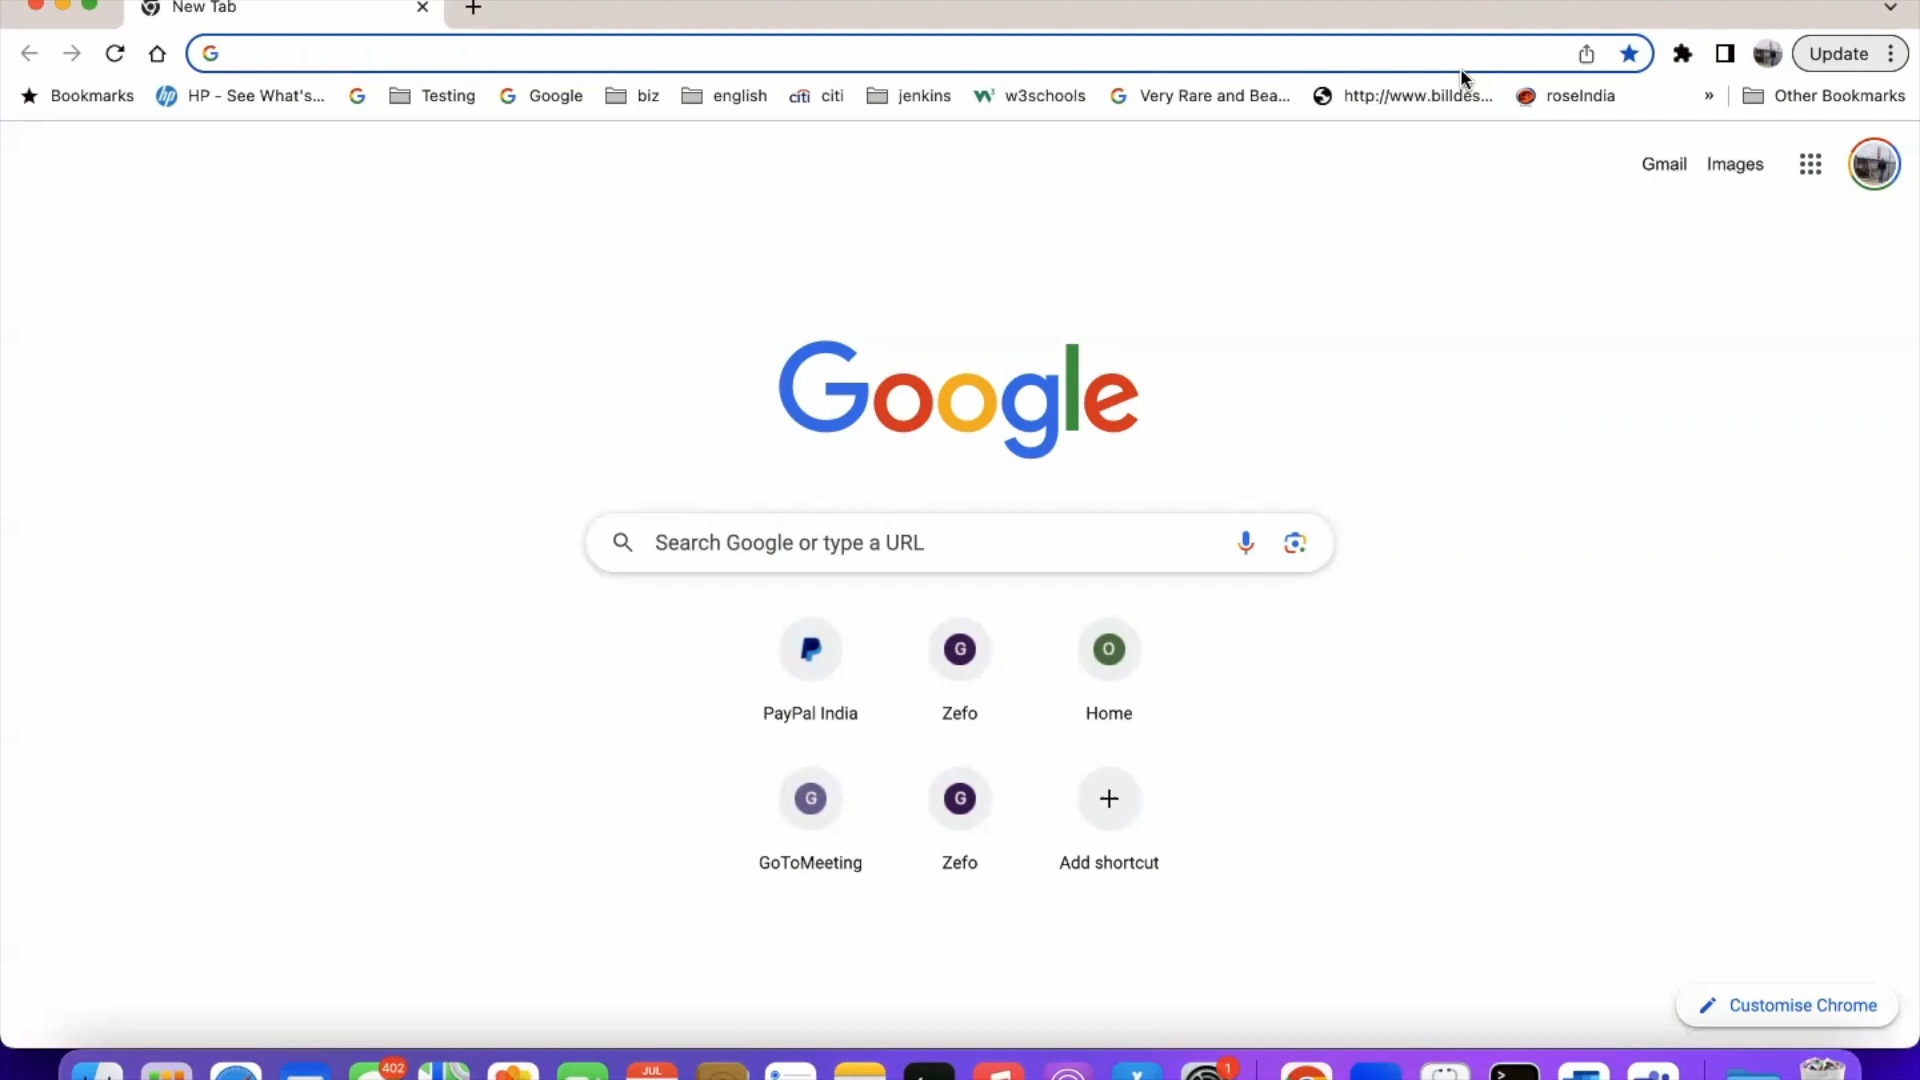 New Tab
Update
Bookmarks HP - See What's... Testing Google biz english citi citi jenkins w3schools Very Rare and Bea... http://www.billdes... roseIndia » Other Bookmarks
Gmail Images
Google
Search Google or type a URL
G O
PayPal India Zefo Home
G G
GoToMeeting Zefo Add shortcut
Customise Chrome
402 JUL 1